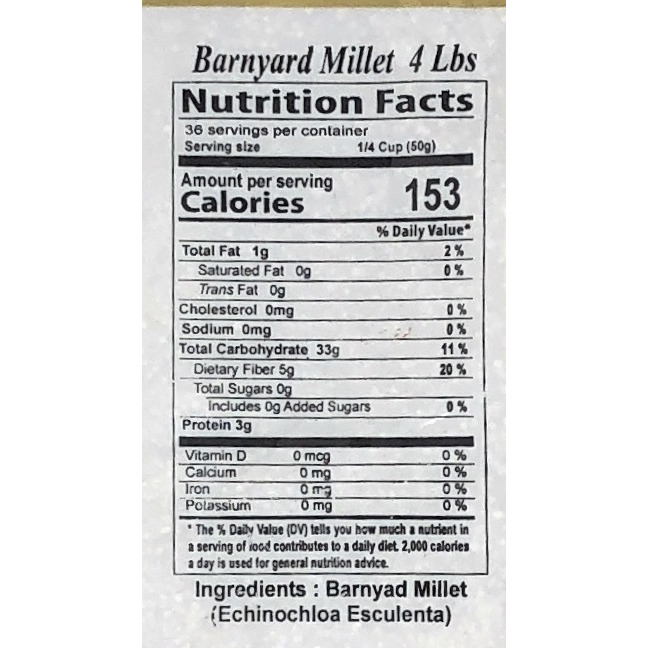 Barnyard Millet 4 Lbs
Nutrition Facts
36 servings per container
Serving size 1/4 Cup (50g)
Amount per serving
Calories 153
% Daily Value*
Total Fat 1g 2 %
Saturated Fat 0g 0 %
Trans Fat 0g
Cholesterol 0mg 0 %
Sodium 0mg 0 %
Total Carbohydrate 33g 11 %
Dietary Fiber 5g 20 %
Total Sugars 0g
Includes 0g Added Sugars 0 %
Protein 3g
Vitamin D 0 mcg 0 %
Calcium 0 mg 0 %
Iron 0 mg 0 %
Potassium 0 mg 0 %
* The % Daily Value (DV) tells you how much a nutrient in
a serving of food contributes to a daily diet. 2,000 calories
a day is used for general nutrition advice.
Ingredients : Barnyad Millet
(Echinochloa Esculenta)